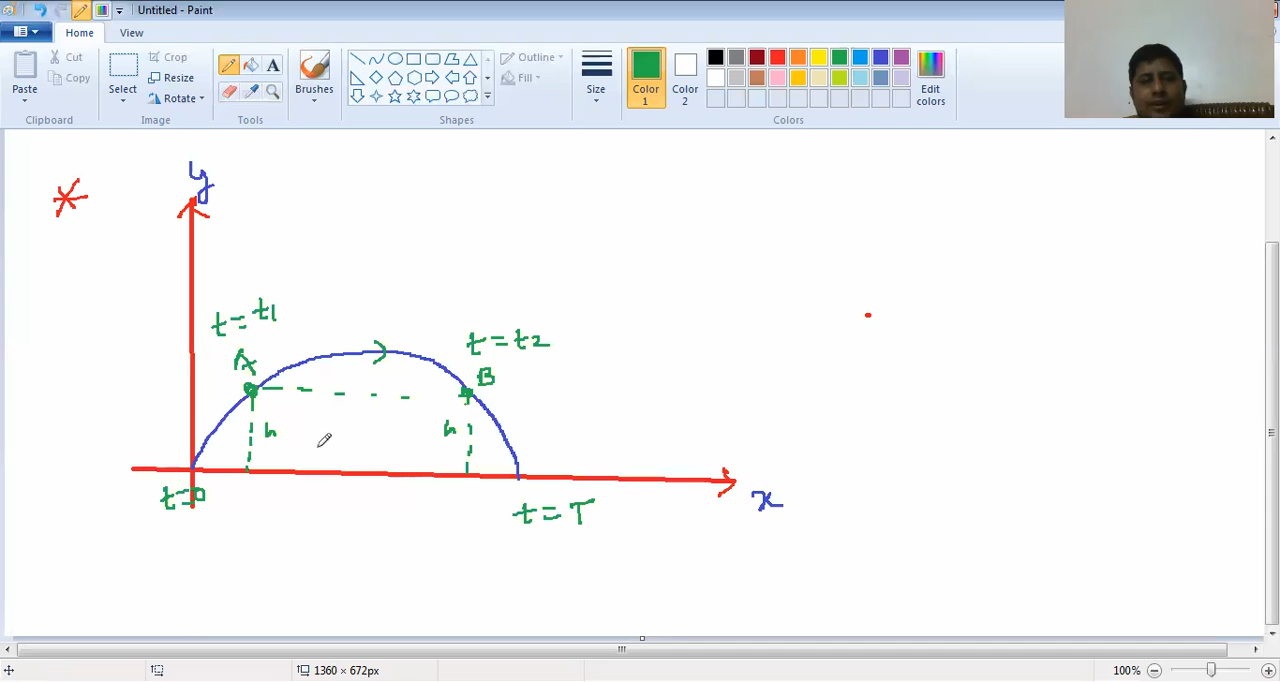 Untitled - Paint
Home
View
Paste
Cut
Copy
Clipboard
Select
Crop
Resize
Rotate
Image
A
Tools
Brushes
Shapes
Outline
Fill
Size
Color 1
Color 2
Edit colors
Colors
y
t = t1
A
t = t2
B
h
h
t=0
t = T
x
1360 × 672px
100%